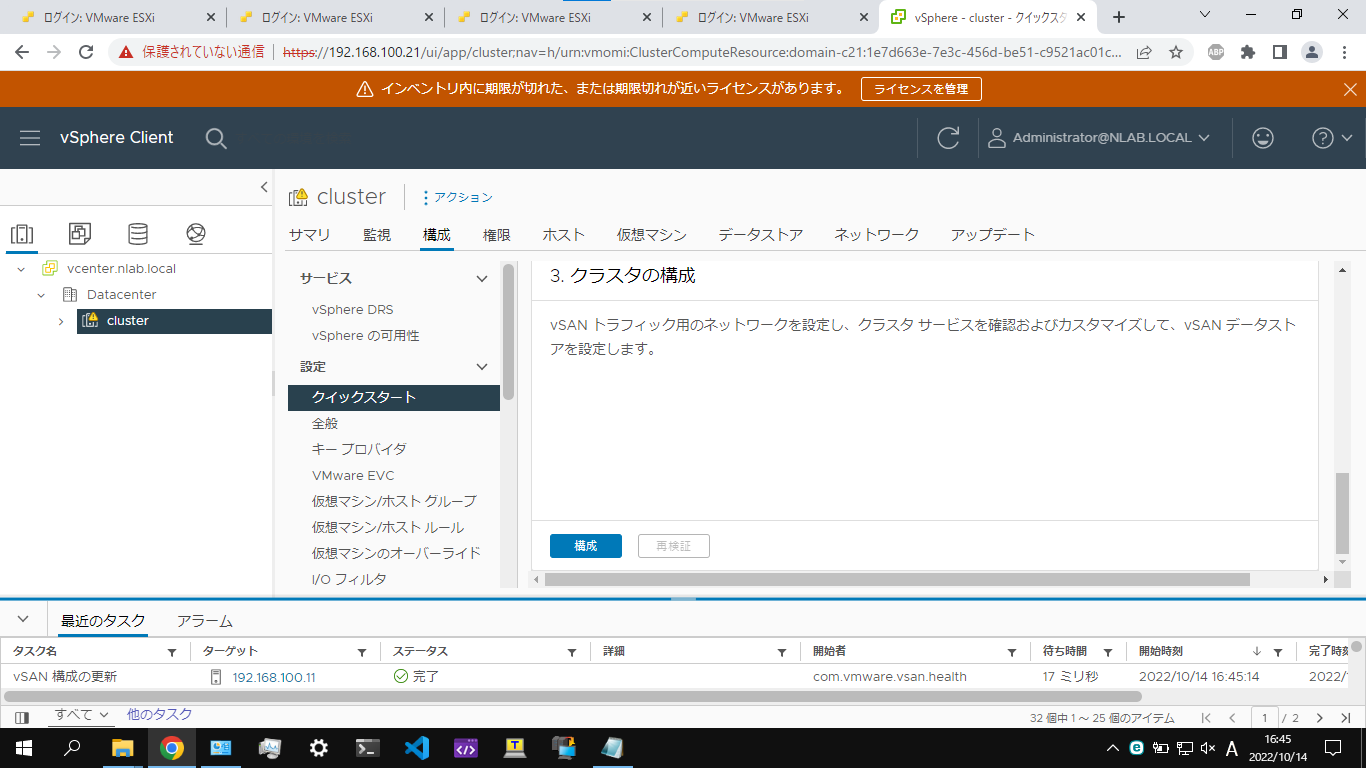 ログイン: VMware ESXi
ログイン: VMware ESXi
ログイン: VMware ESXi
ログイン: VMware ESXi
vSphere - cluster - クイックスタ
保護されていない通信
https://192.168.100.21/ui/app/cluster;nav=h/urn:vmomi:ClusterComputeResource:domain-c21:1e7d663e-7e3c-456d-be51-c9521ac01c...
ABP
インベントリ内に期限が切れた、または期限切れが近いライセンスがあります。
ライセンスを管理
vSphere Client
Administrator@NLAB.LOCAL
cluster
アクション
サマリ 監視 構成 権限 ホスト 仮想マシン データストア ネットワーク アップデート
vcenter.nlab.local
Datacenter
cluster
サービス
vSphere DRS
vSphere の可用性
設定
クイックスタート
全般
キー プロバイダ
VMware EVC
仮想マシン/ホスト グループ
仮想マシン/ホスト ルール
仮想マシンのオーバーライド
I/O フィルタ
3. クラスタの構成
vSAN トラフィック用のネットワークを設定し、クラスタ サービスを確認およびカスタマイズして、vSAN データスト
アを設定します。
構成
再検証
最近のタスク アラーム
タスク名 ターゲット ステータス 詳細 開始者 待ち時間 開始時刻 完了時刻
vSAN 構成の更新 192.168.100.11 完了 com.vmware.vsan.health 17 ミリ秒 2022/10/14 16:45:14 2022/
すべて 他のタスク
32 個中 1 ～ 25 個のアイテム
1 / 2
A
16:45
2022/10/14